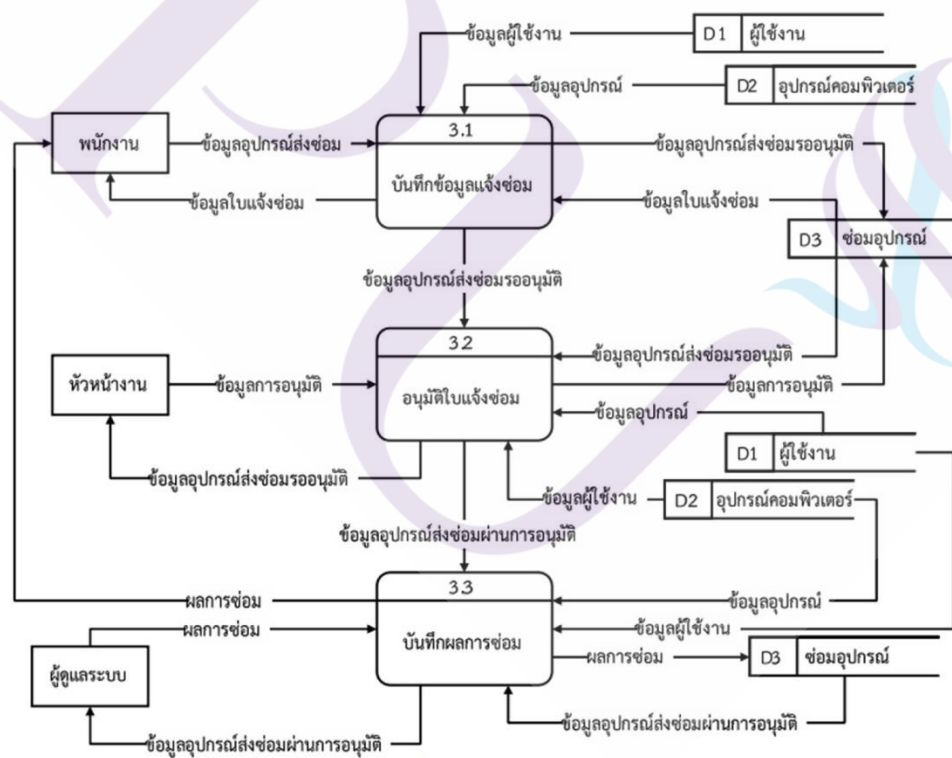 ข้อมูลผู้ใช้งาน
D1 ผู้ใช้งาน
ข้อมูลอุปกรณ์
D2 อุปกรณ์คอมพิวเตอร์
พนักงาน
ข้อมูลอุปกรณ์ส่งซ่อม
3.1
บันทึกข้อมูลแจ้งซ่อม
ข้อมูลอุปกรณ์ส่งซ่อมรออนุมัติ
ข้อมูลใบแจ้งซ่อม
ข้อมูลใบแจ้งซ่อม
D3 ซ่อมอุปกรณ์
ข้อมูลอุปกรณ์ส่งซ่อมรออนุมัติ
3.2
อนุมัติใบแจ้งซ่อม
ข้อมูลอุปกรณ์ส่งซ่อมรออนุมัติ
หัวหน้างาน
ข้อมูลการอนุมัติ
ข้อมูลการอนุมัติ
ข้อมูลอุปกรณ์
D1 ผู้ใช้งาน
ข้อมูลอุปกรณ์ส่งซ่อมรออนุมัติ
ข้อมูลผู้ใช้งาน
D2 อุปกรณ์คอมพิวเตอร์
ข้อมูลอุปกรณ์ส่งซ่อมผ่านการอนุมัติ
3.3
บันทึกผลการซ่อม
ผลการซ่อม
ข้อมูลอุปกรณ์
ผลการซ่อม
ข้อมูลผู้ใช้งาน
ผู้ดูแลระบบ
ผลการซ่อม
D3 ซ่อมอุปกรณ์
ข้อมูลอุปกรณ์ส่งซ่อมผ่านการอนุมัติ
ข้อมูลอุปกรณ์ส่งซ่อมผ่านการอนุมัติ